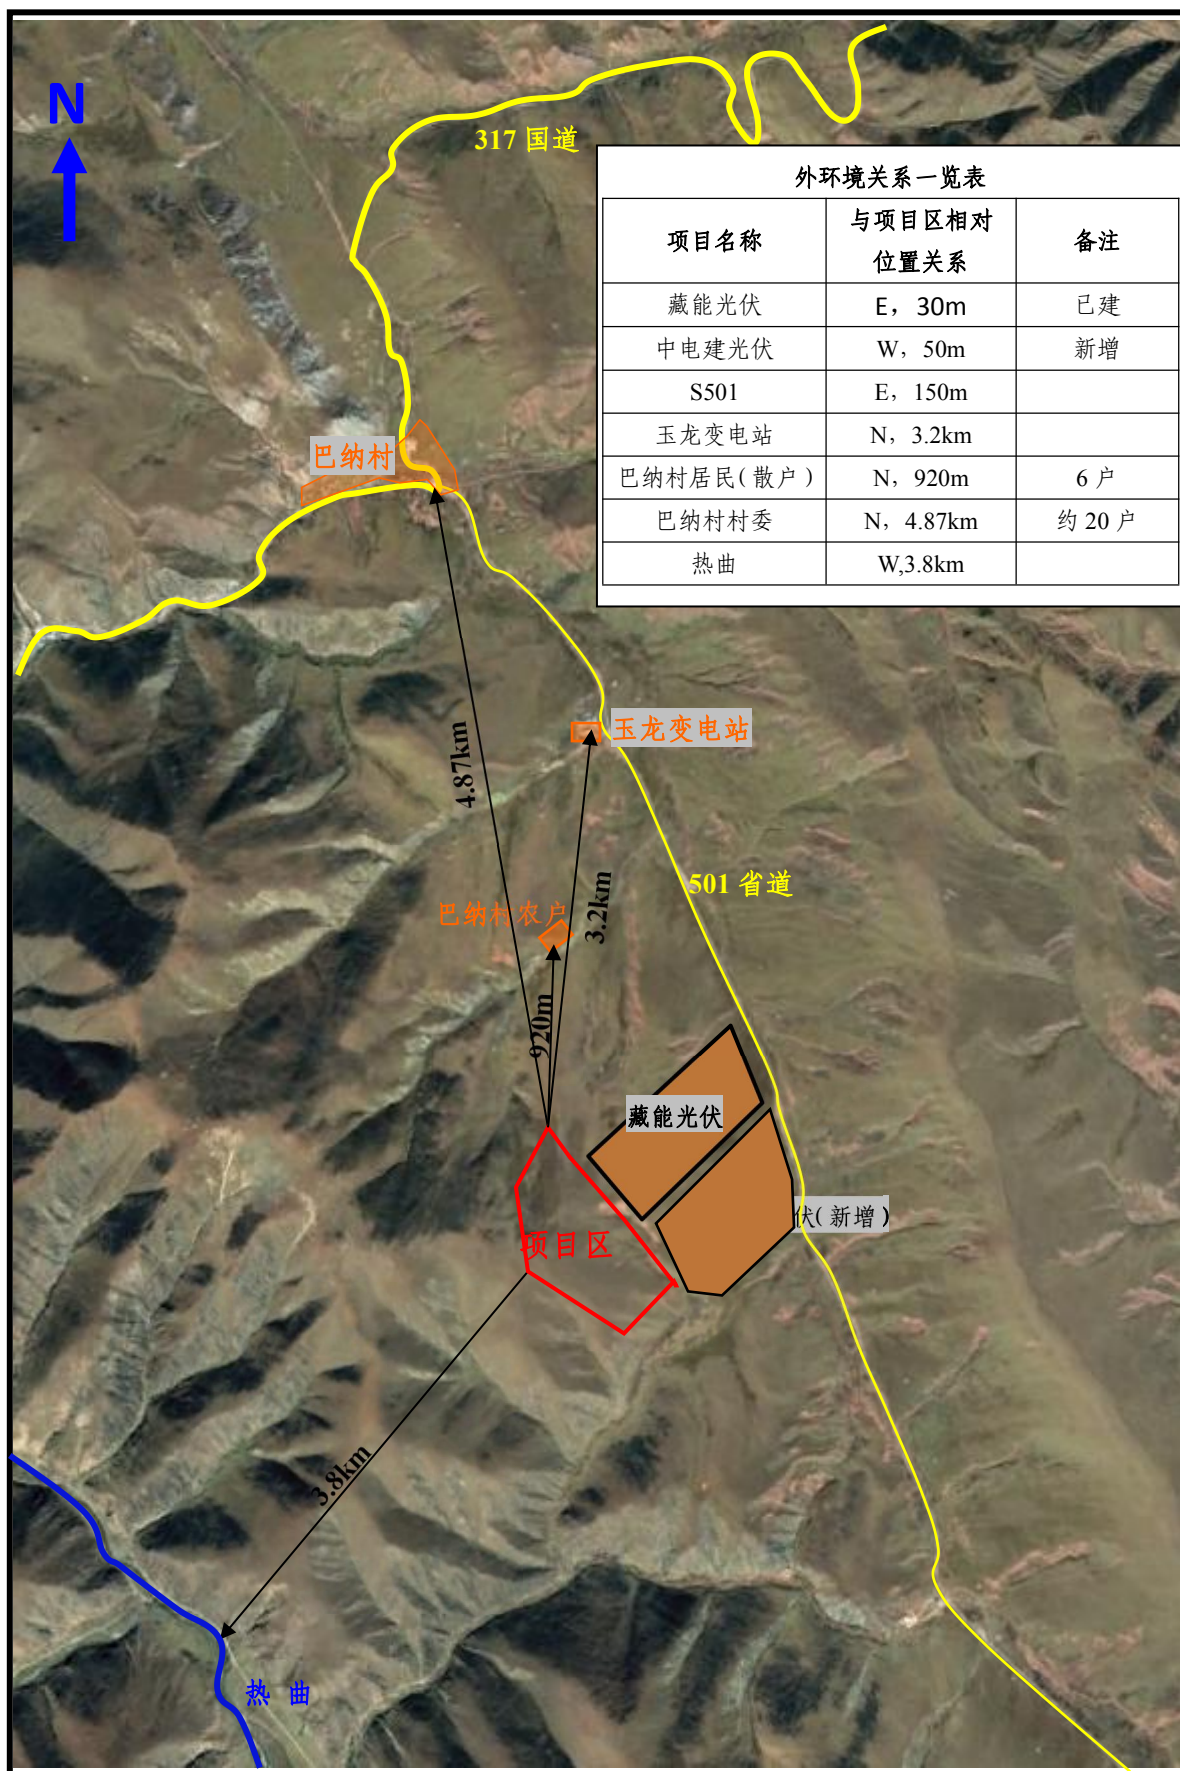 N
317 国道
外环境关系一览表
项目名称 与项目区相对位置关系 备注
藏能光伏 E，30m 已建
中电建光伏 W，50m 新增
S501 E，150m
玉龙变电站 N，3.2km
巴纳村居民（散户） N，920m 6 户
巴纳村村委 N，4.87km 约 20 户
热曲 W,3.8km
巴纳村
玉龙变电站
4.87km
501 省道
3.2km
巴纳村农户
920m
藏能光伏
伏（新增）
项目区
3.8km
热 曲